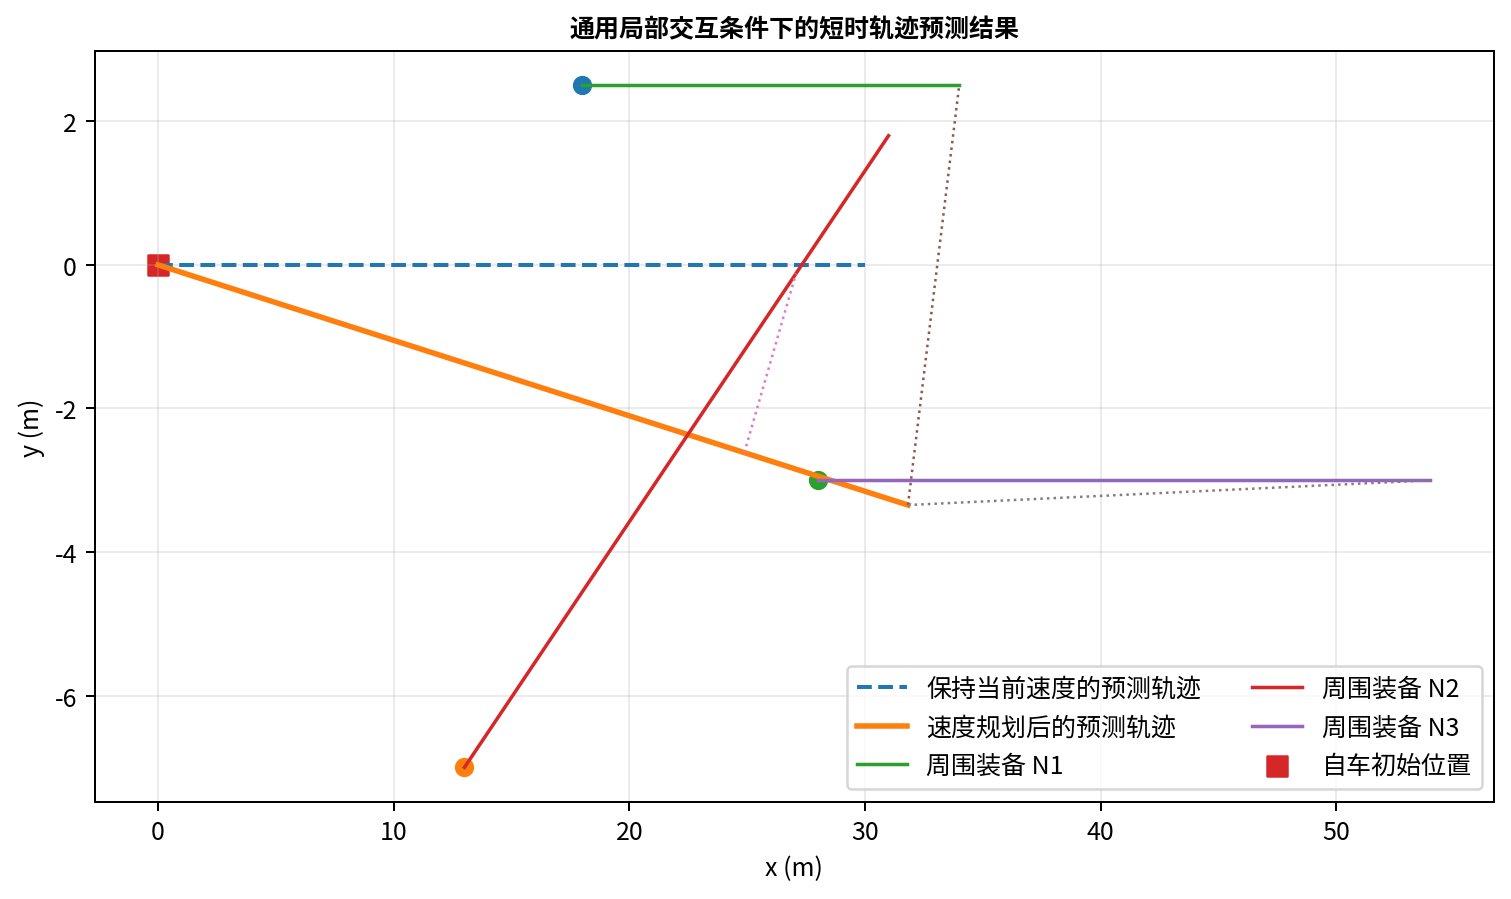 通用局部交互条件下的短时轨迹预测结果
y (m)
2
0
-2
-4
-6
0
10
20
30
40
50
x (m)
保持当前速度的预测轨迹
速度规划后的预测轨迹
周围装备 N1
周围装备 N2
周围装备 N3
自车初始位置